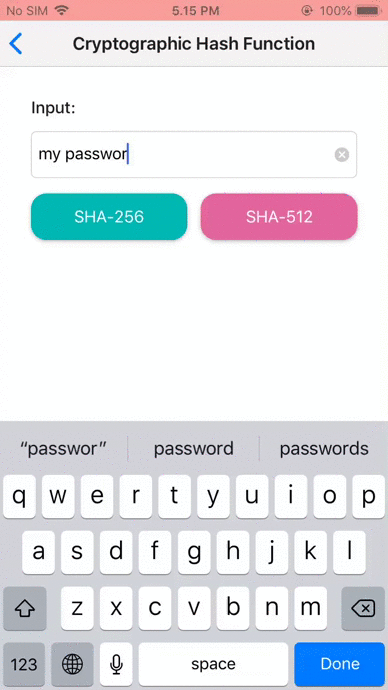 No SIM 5.15 PM 100%
Cryptographic Hash Function
Input:
my passwor
SHA-256 SHA-512
“passwor” password passwords
q w e r t y u i o p
a s d f g h j k l
z x c v b n m
123 space Done